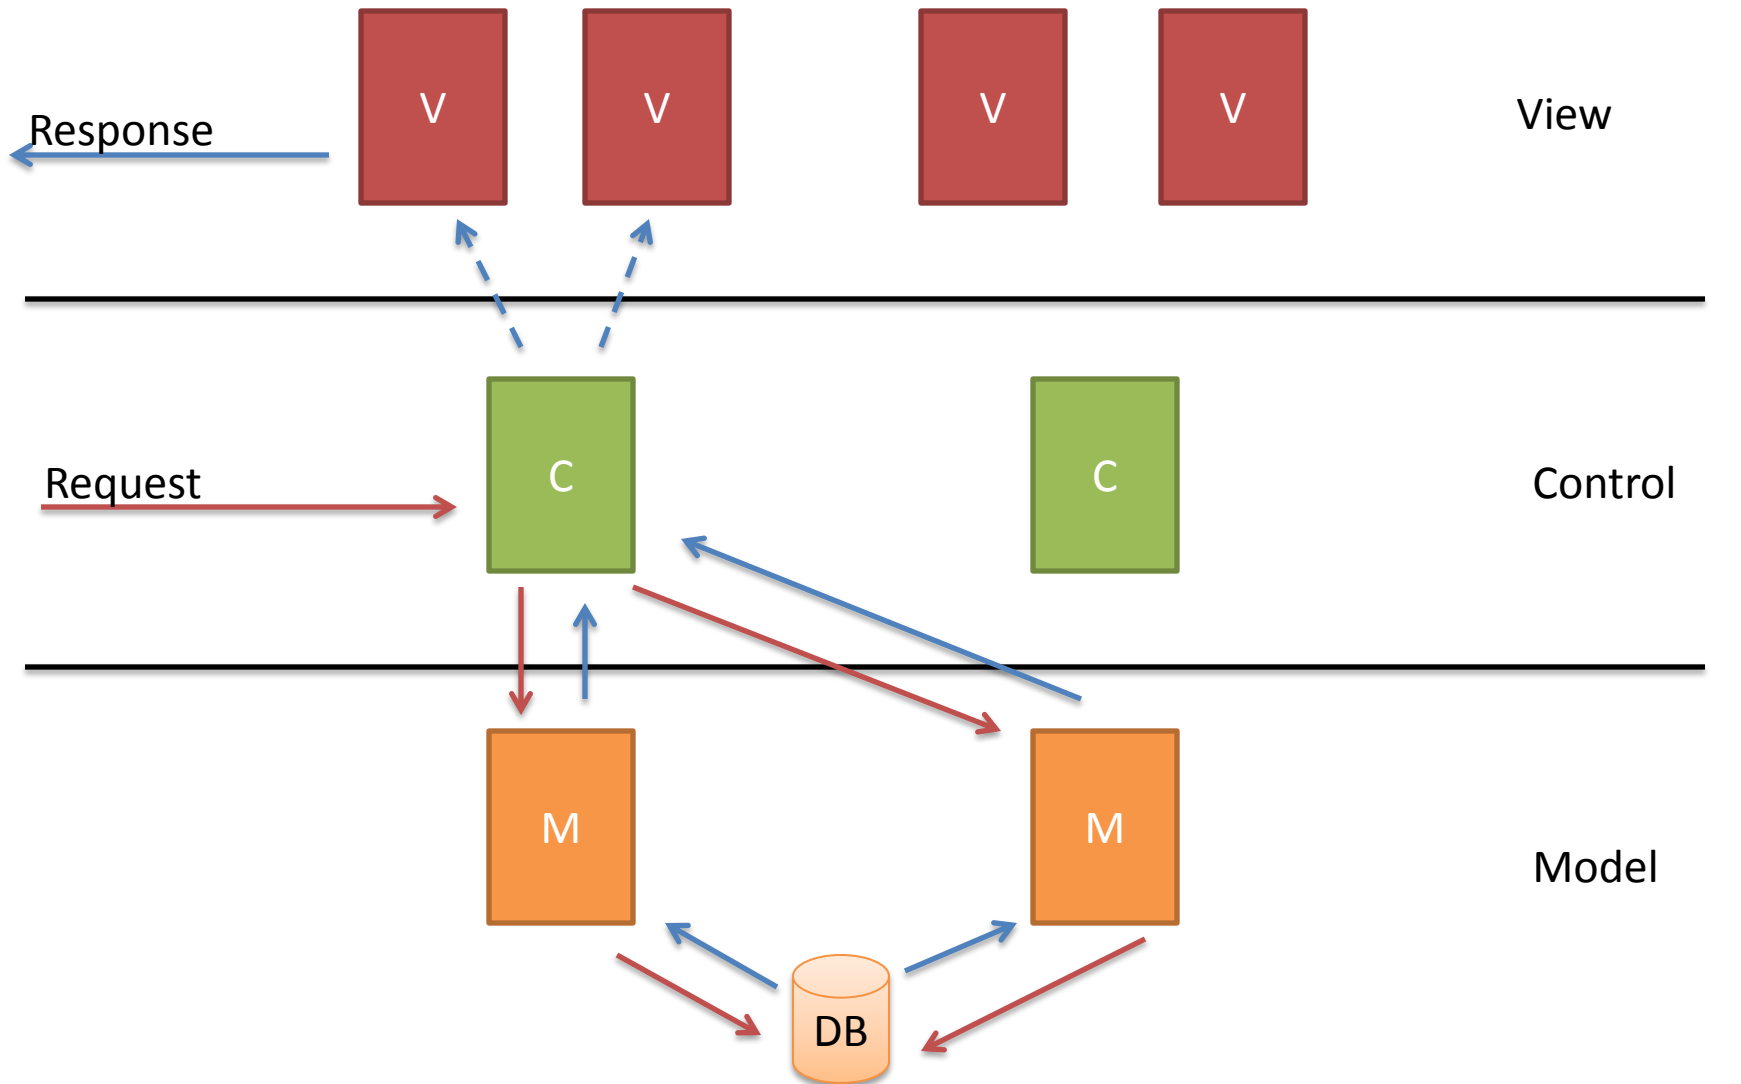 V
V
V
V
View
Response
C
C
Control
Request
M
M
Model
DB